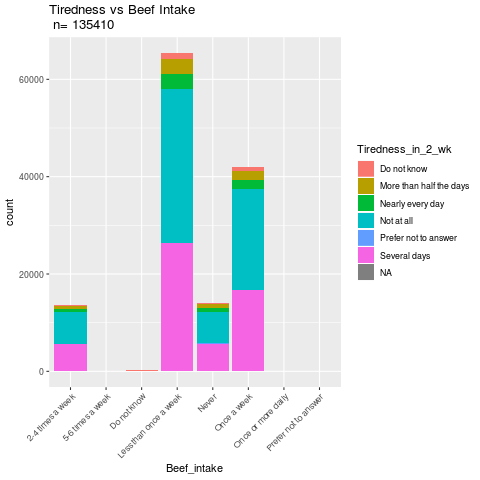 Tiredness vs Beef Intake
n= 135410
count
60000
40000
20000
0
2-4 times a week
5-6 times a week
Do not know
Less than once a week
Never
Once a week
Once or more daily
Prefer not to answer
Beef_intake
Tiredness_in_2_wk
Do not know
More than half the days
Nearly every day
Not at all
Prefer not to answer
Several days
NA